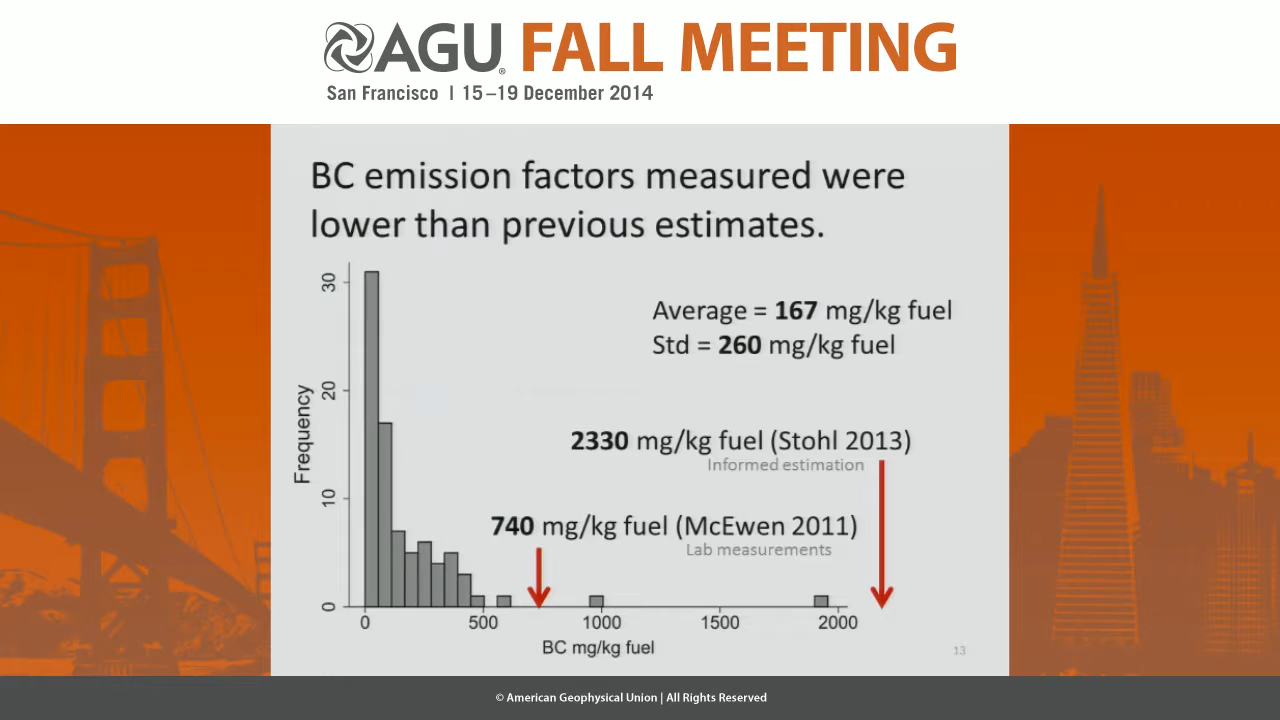 AGU® FALL MEETING
San Francisco | 15–19 December 2014
BC emission factors measured were
lower than previous estimates.
Average = 167 mg/kg fuel
Std = 260 mg/kg fuel
2330 mg/kg fuel (Stohl 2013)
Informed estimation
740 mg/kg fuel (McEwen 2011)
Lab measurements
Frequency
30
20
10
0
0 500 1000 1500 2000
BC mg/kg fuel
13
© American Geophysical Union | All Rights Reserved